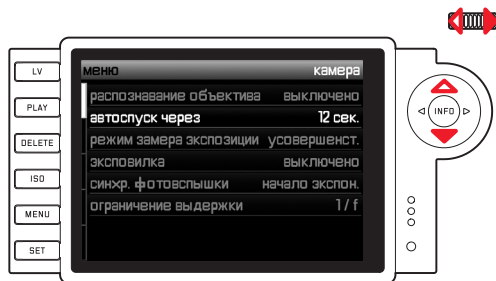 LV
PLAY
DELETE
ISO
MENU
SET
меню камера
распознавание объектива выключено
автоспуск через 12 сек.
режим замера экспозиции усовершенст.
эксповилка выключено
синхр. фотовспышки начало экспон.
ограничение выдержки 1/f
INFO